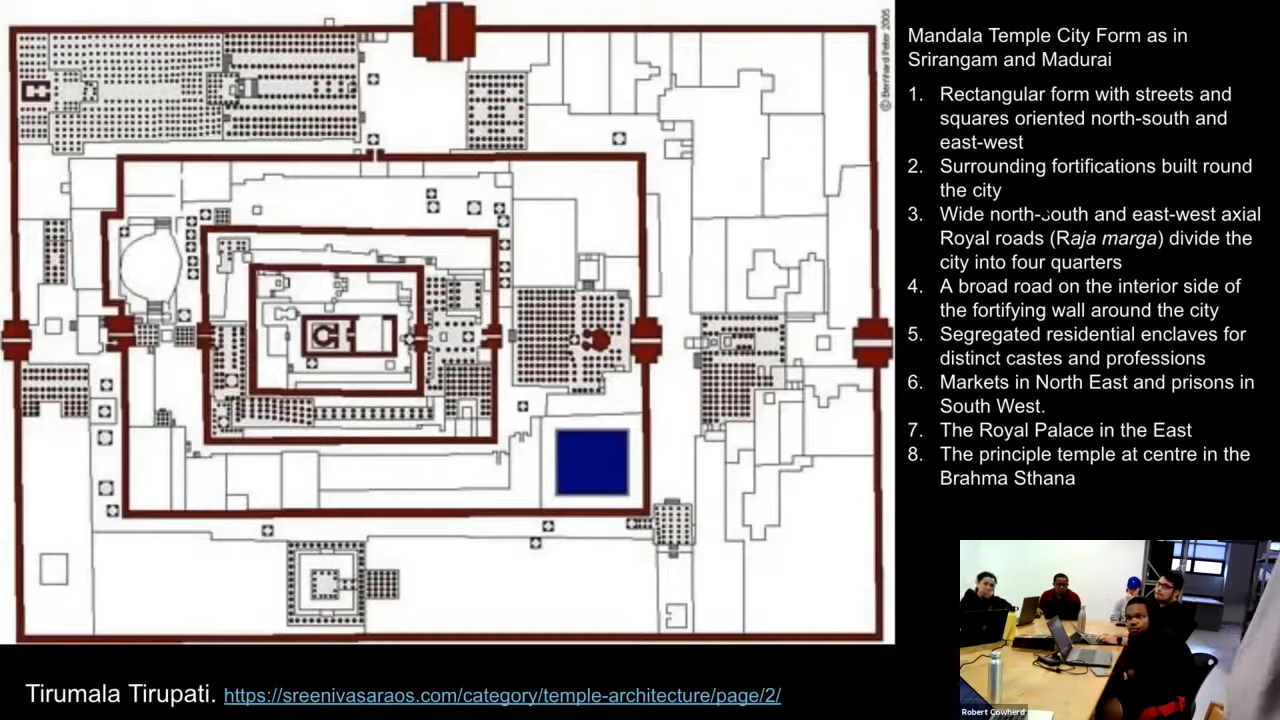 © Bernhard Peter 2005
Mandala Temple City Form as in
Srirangam and Madurai
1. Rectangular form with streets and
squares oriented north-south and
east-west
2. Surrounding fortifications built round
the city
3. Wide north-south and east-west axial
Royal roads (Raja marga) divide the
city into four quarters
4. A broad road on the interior side of
the fortifying wall around the city
5. Segregated residential enclaves for
distinct castes and professions
6. Markets in North East and prisons in
South West.
7. The Royal Palace in the East
8. The principle temple at centre in the
Brahma Sthana
Tirumala Tirupati. https://sreenivasaraos.com/category/temple-architecture/page/2/
Robert Cowherd